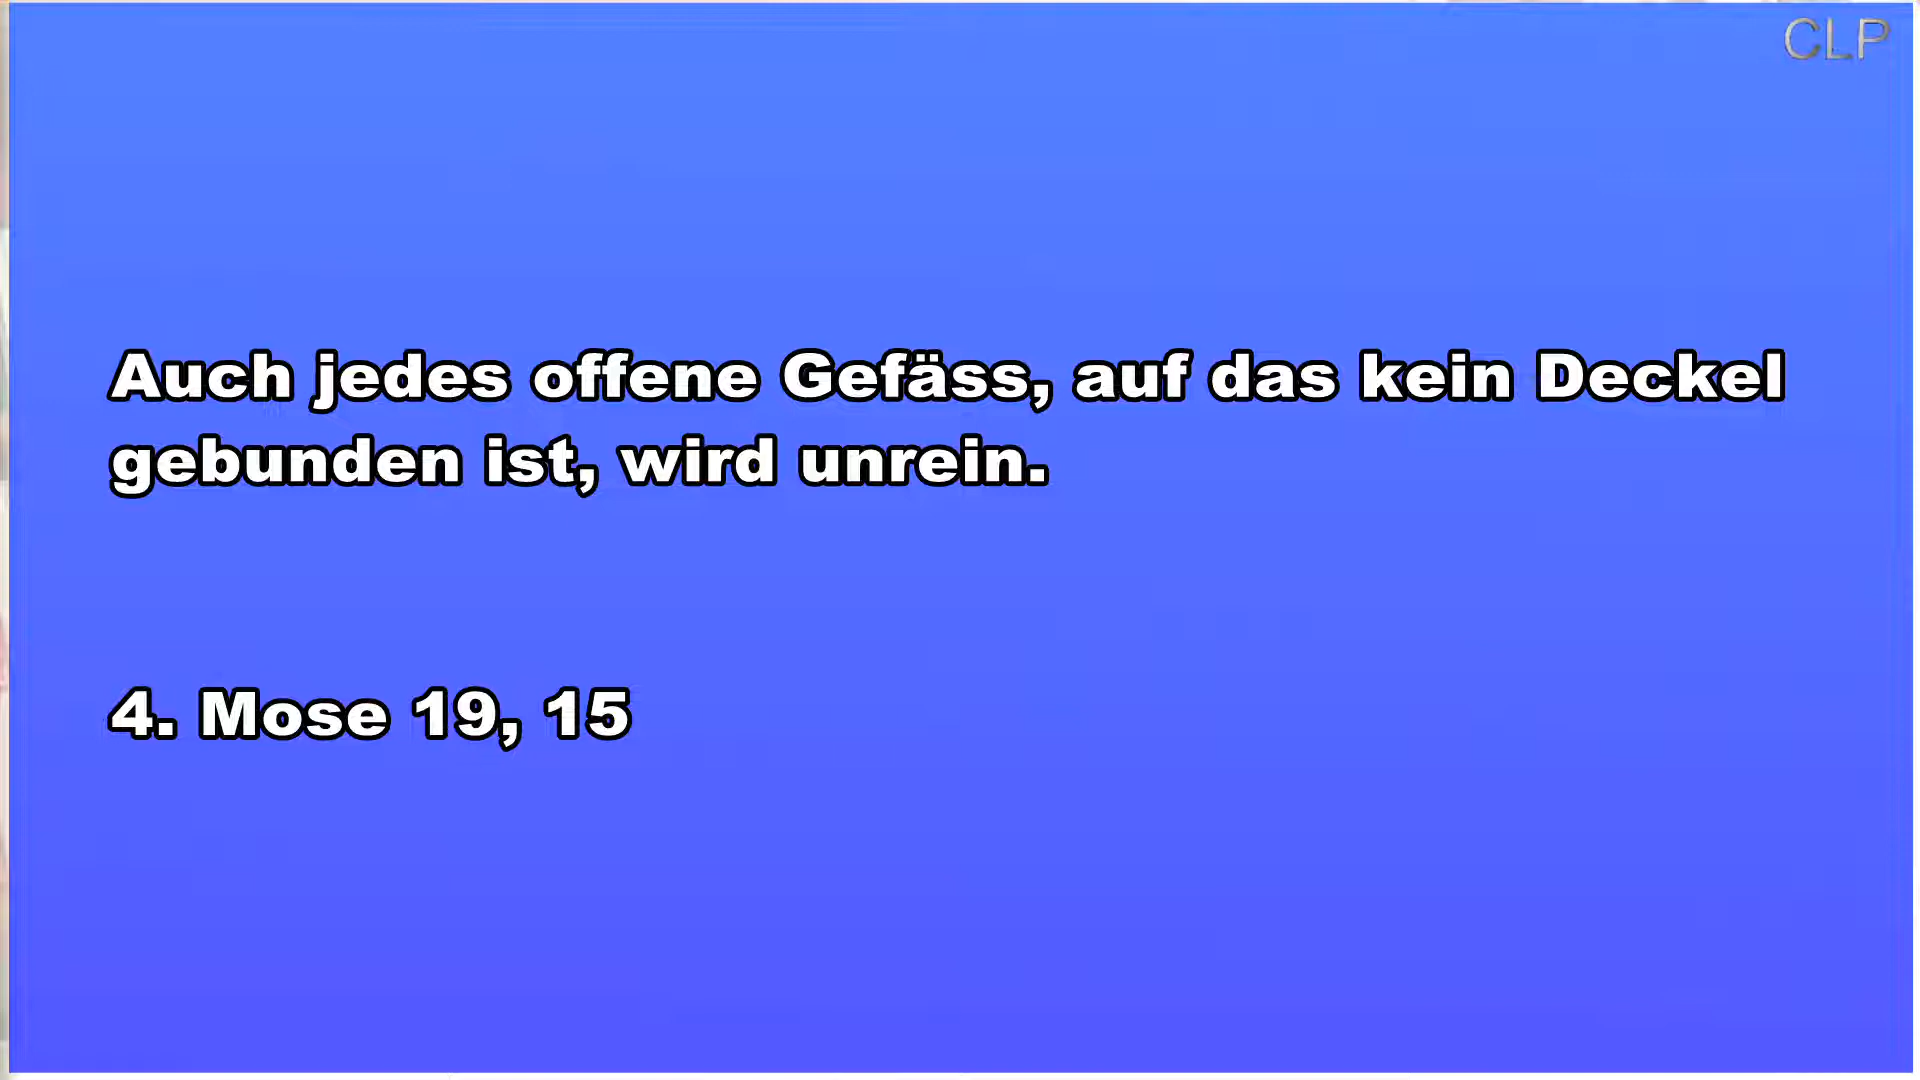 CLP
Auch jedes offene Gefäss, auf das kein Deckel
gebunden ist, wird unrein.
4. Mose 19, 15